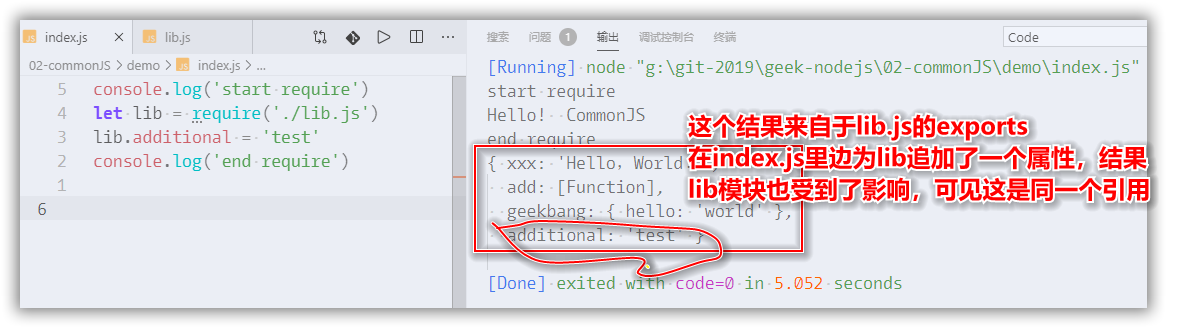 index.js
lib.js
02-commonJS > demo > index.js > ...
5 console.log('start require')
4 let lib = require('./lib.js')
3 lib.additional = 'test'
2 console.log('end require')
1
6
搜索 问题 1 输出 调试控制台 终端
Code
[Running] node "g:\git-2019\geek-nodejs\02-commonJS\demo\index.js"
start require
Hello! CommonJS
end require
{ xxx: 'Hello, World
add: [Function],
geekbang: { hello: 'world' },
additional: 'test' }
[Done] exited with code=0 in 5.052 seconds
这个结果来自于lib.js的exports
在index.js里边为lib追加了一个属性，结果
lib模块也受到了影响，可见这是同一个引用